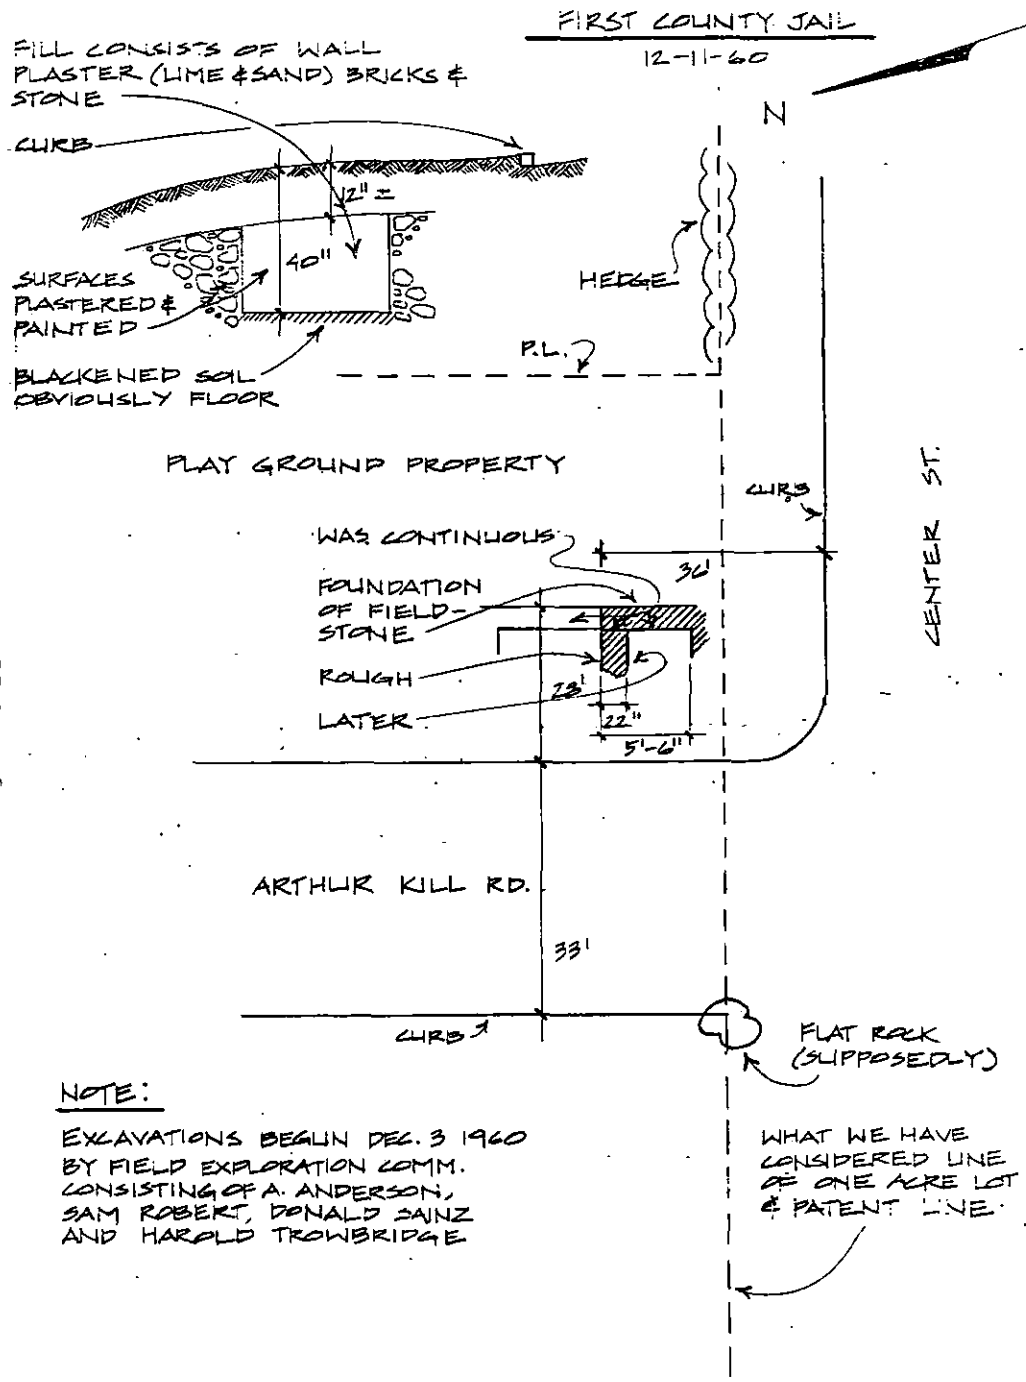 FIRST COUNTY JAIL
12-11-60
FILL CONSISTS OF WALL
PLASTER (LIME & SAND) BRICKS &
STONE
CURB
N
12" ±
40"
SURFACES
PLASTERED &
PAINTED
BLACKENED SOIL
OBVIOUSLY FLOOR
HEDGE
P.L.
PLAY GROUND PROPERTY
CURB
CENTER ST.
WAS CONTINUOUS
36'
FOUNDATION
OF FIELD-
STONE
ROUGH
LATER
23'
22"
5'-6"
ARTHUR KILL RD.
33'
CURB
FLAT ROCK
(SUPPOSEDLY)
NOTE:
EXCAVATIONS BEGUN DEC. 3 1960
BY FIELD EXPLORATION COMM.
CONSISTING OF A. ANDERSON,
SAM ROBERT, DONALD SAINZ
AND HAROLD TROWBRIDGE
WHAT WE HAVE
CONSIDERED LINE
OF ONE ACRE LOT
& PATENT LINE